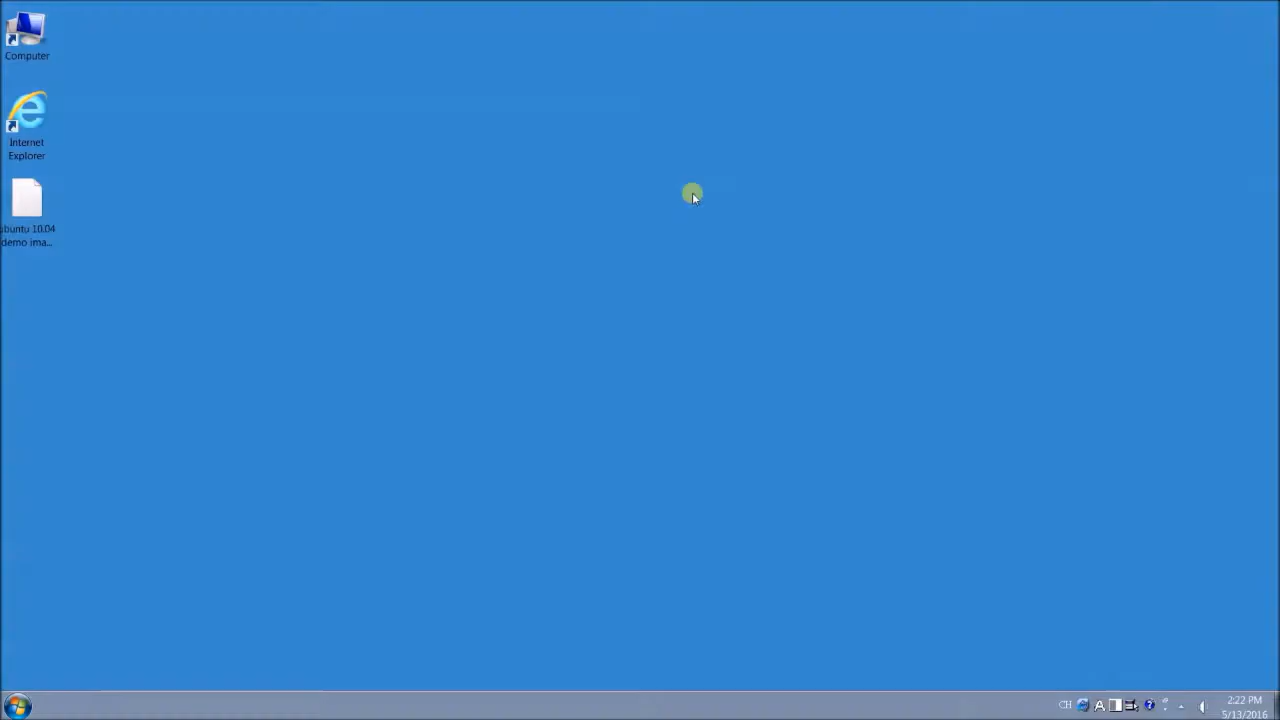 Computer
Internet
Explorer
ubuntu 10.04
demo ima...
CH
A
2:22 PM
5/13/2016